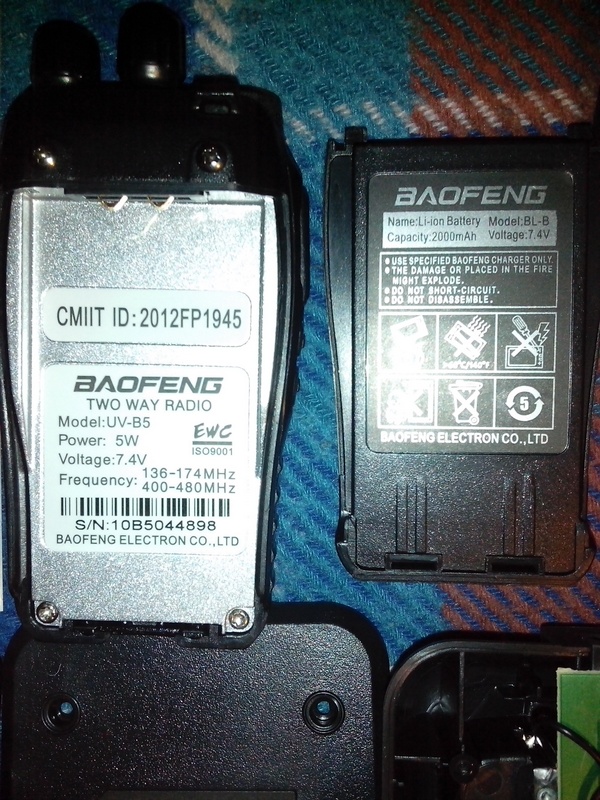 CMIIT ID:2012FP1945
BAOFENG
TWO WAY RADIO
Model:UV-B5
Power: 5W
EWC
ISO9001
Voltage:7.4V
Frequency: 136-174MHz
400-480MHz
S/N:10B5044898
BAOFENG ELECTRON CO.,LTD
BAOFENG
Name:Li-ion Battery Model:BL-B
Capacity:2000mAh Voltage:7.4V
USE SPECIFIED BAOFENG CHARGER ONLY.
THE DAMAGE OR PLACED IN THE FIRE
MIGHT EXPLODE.
DO NOT SHORT-CIRCUIT.
DO NOT DISASSEMBLE.
5
BAOFENG ELECTRON CO.,LTD